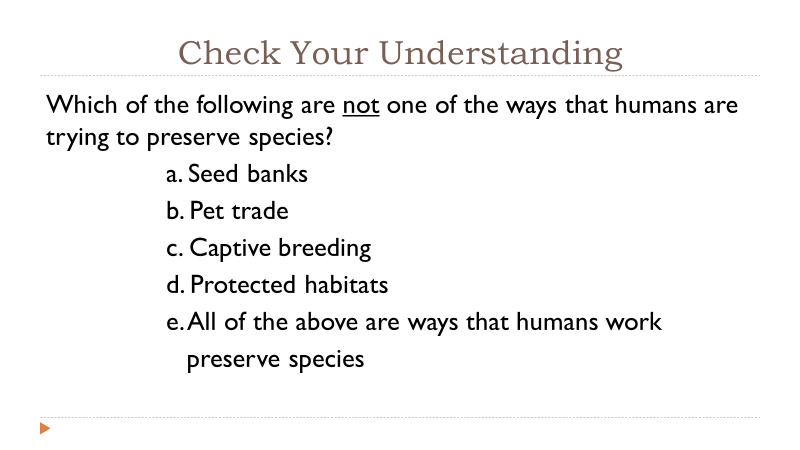 Check Your Understanding
Which of the following are not one of the ways that humans are
trying to preserve species?
a. Seed banks
b. Pet trade
c. Captive breeding
d. Protected habitats
e. All of the above are ways that humans work
preserve species